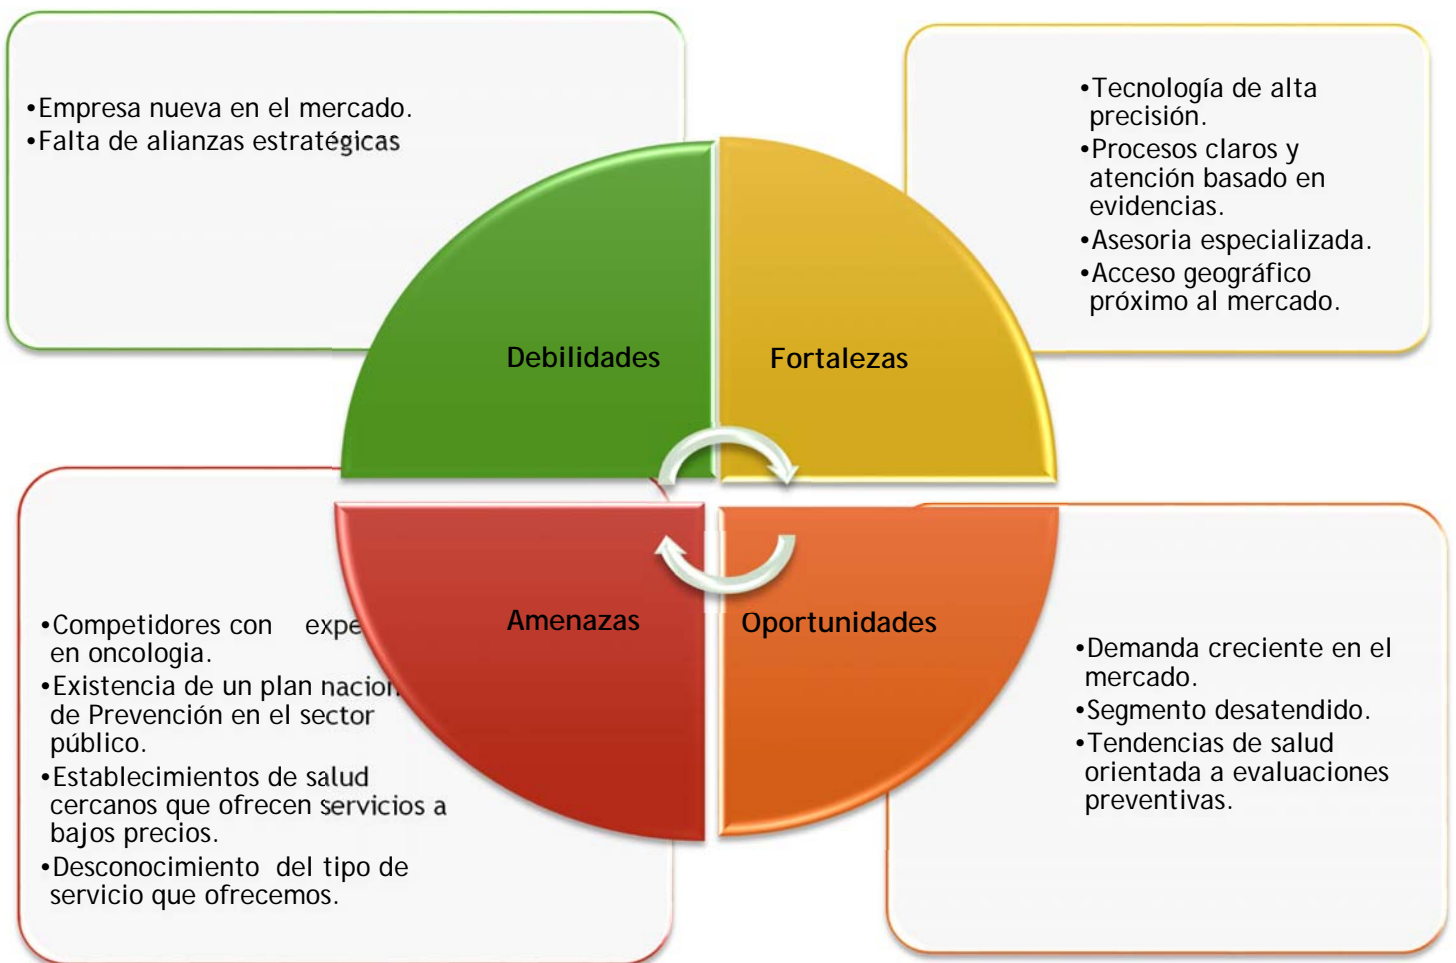 •Empresa nueva en el mercado.
•Falta de alianzas estratégicas
•Tecnología de alta
precisión.
•Procesos claros y
atención basado en
evidencias.
•Asesoria especializada.
•Acceso geográfico
próximo al mercado.
Debilidades
Fortalezas
Amenazas
Oportunidades
•Competidores con
en oncologia.
•Existencia de un plan
de Prevención en el sector
público.
•Establecimientos de salud
cercanos que ofrecen servicios a
bajos precios.
•Desconocimiento del tipo de
servicio que ofrecemos.
•Demanda creciente en el
mercado.
•Segmento desatendido.
•Tendencias de salud
orientada a evaluaciones
preventivas.